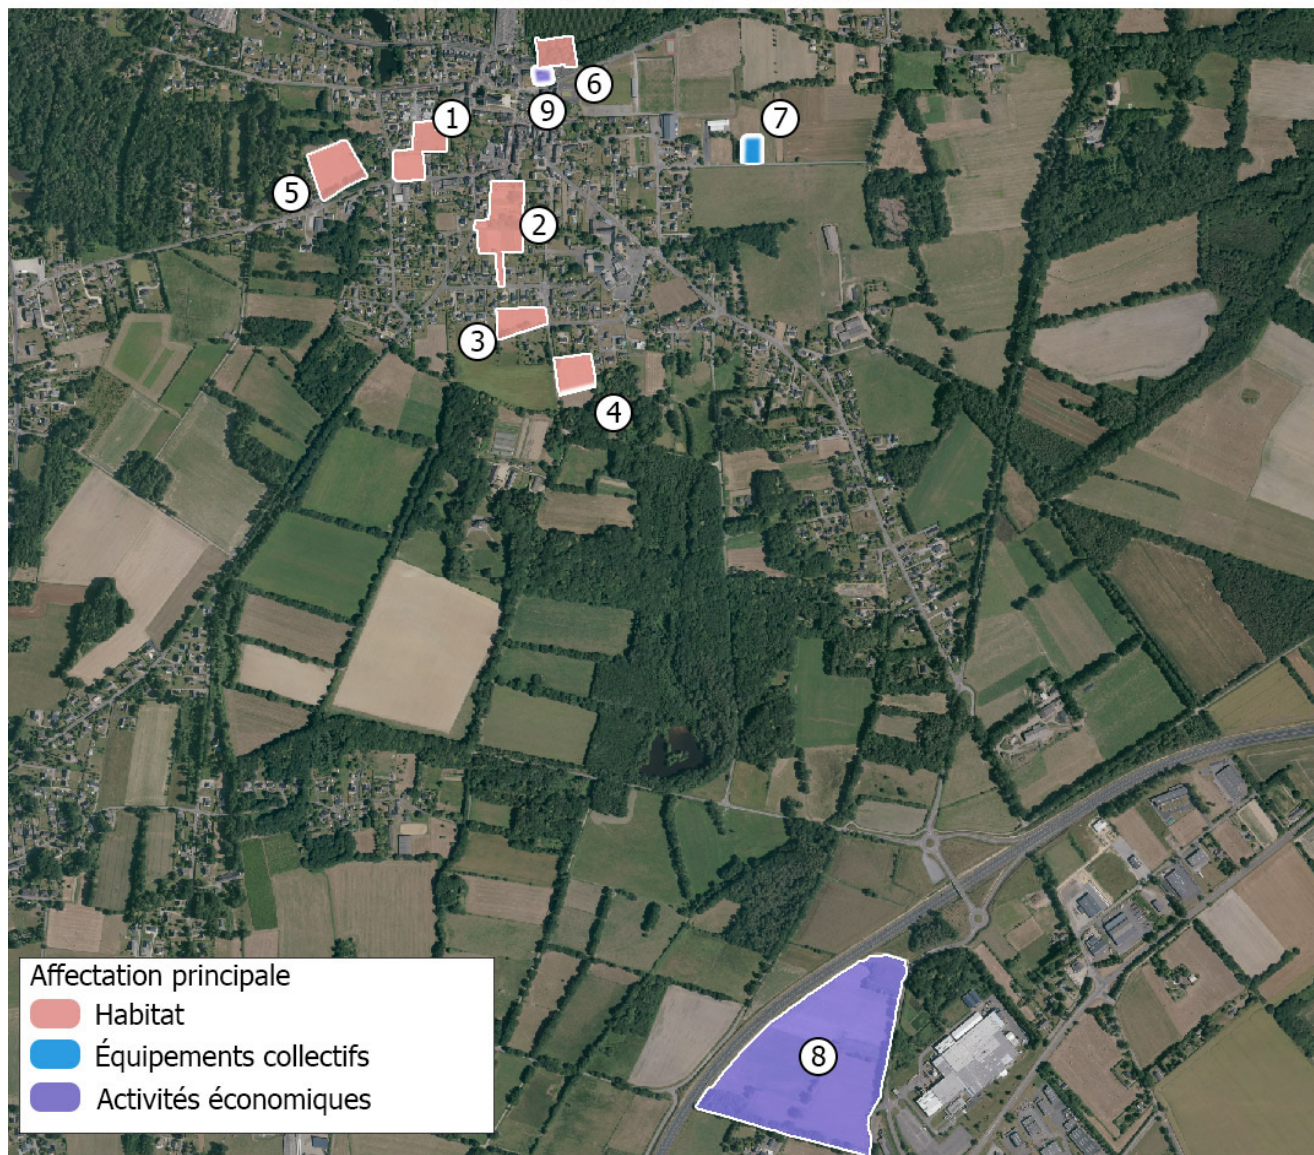 6
9
1
7
5
2
3
4
8
Affectation principale
Habitat
Équipements collectifs
Activités économiques